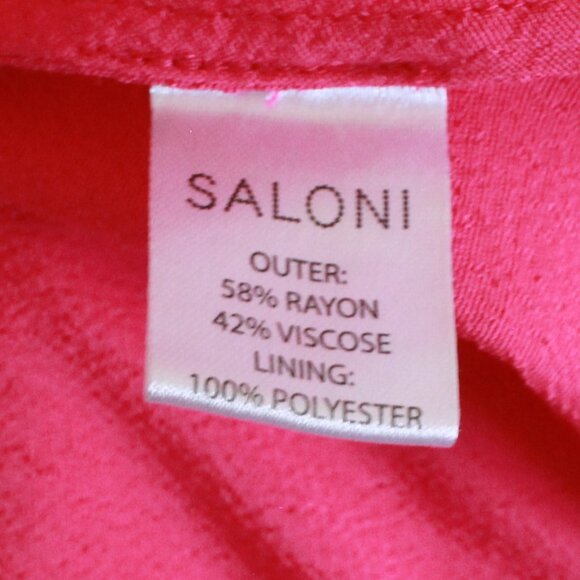 SALONI
OUTER:
58% RAYON
42% VISCOSE
LINING:
100% POLYESTER